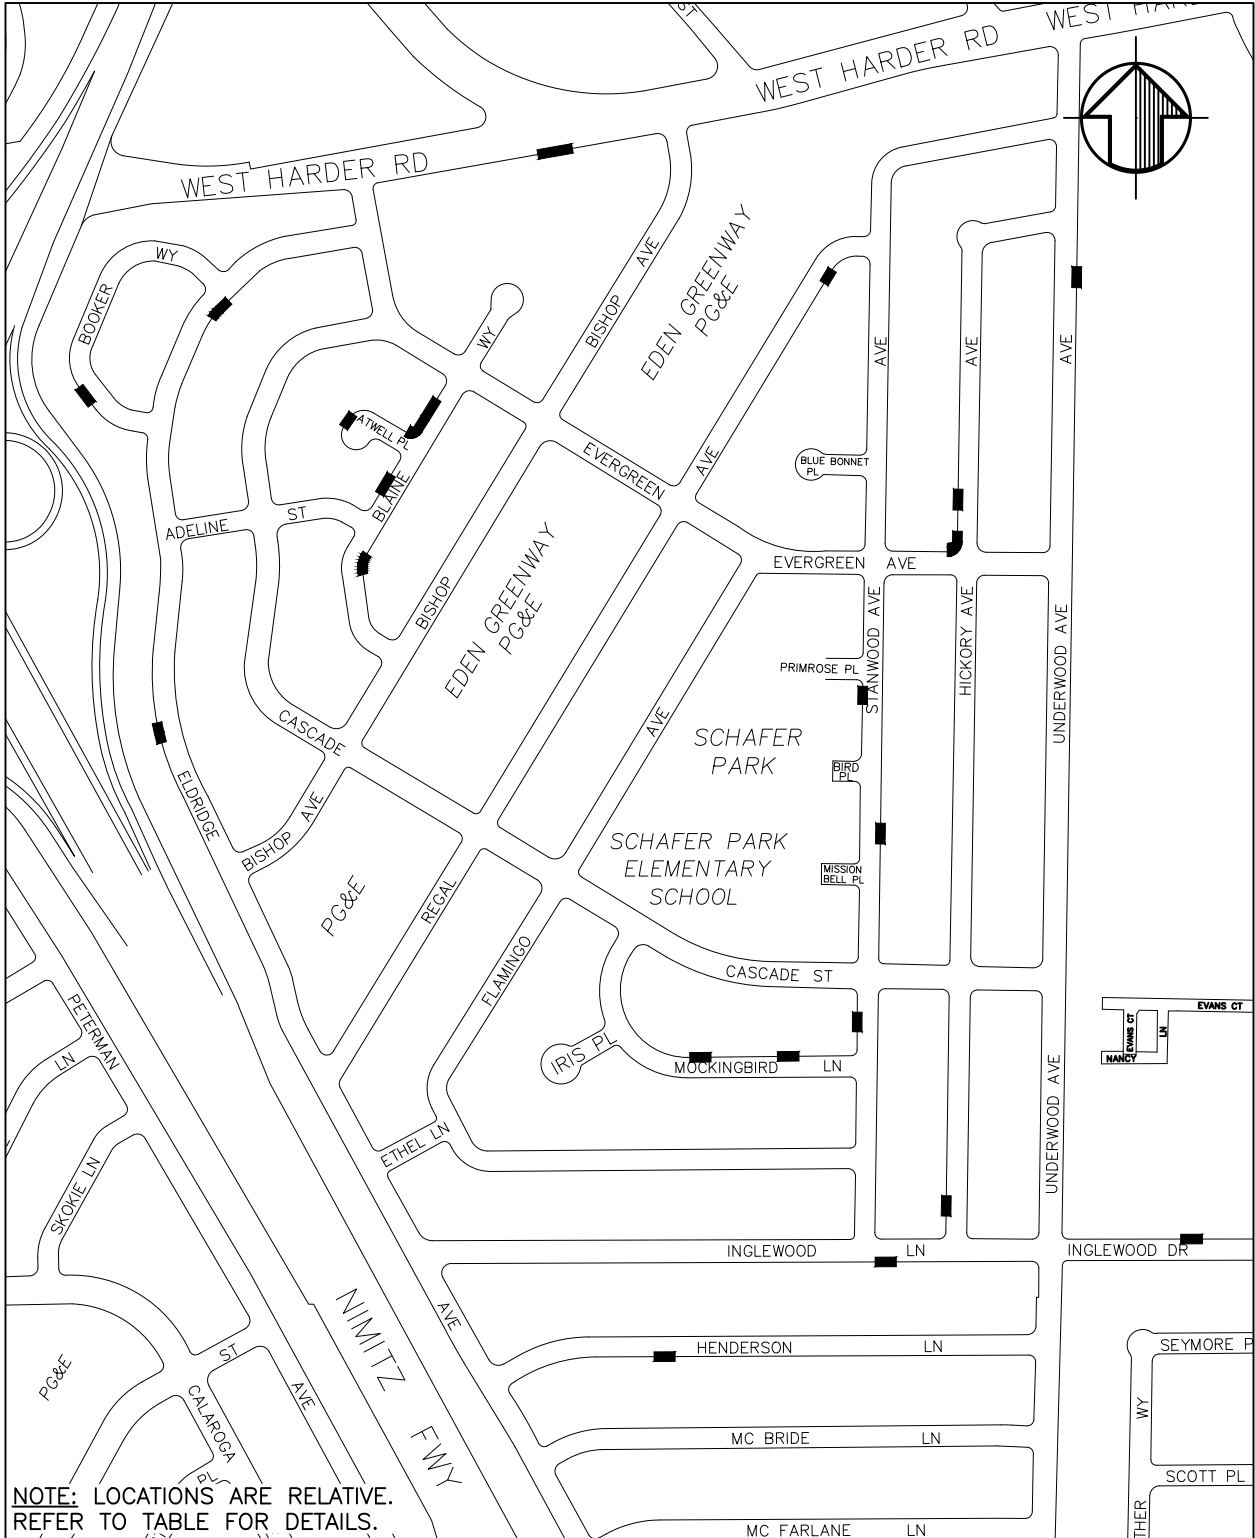 ST
WEST HARDER RD
WEST HARDER RD
WY
BOOKER
BISHOP AVE
EDEN GREENWAY
PG&E
WY
AVE
AVE
AVE
ATWELL PL
BLAINE
EVERGREEN
AVE
BLUE BONNET
PL
ADELINE ST
EVERGREEN AVE
BISHOP
EDEN GREENWAY
PG&E
STANWOOD AVE
HICKORY AVE
UNDERWOOD AVE
PRIMROSE PL
CASCADE
AVE
SCHAFER
PARK
BIRD
PL
ELDRIDGE
BISHOP AVE
SCHAFER PARK
ELEMENTARY
SCHOOL
MISSION
BELL PL
PG&E
REGAL
FLAMINGO
CASCADE ST
EVANS CT
EVANS CT
LN
NANCY
PETERMAN
LN
IRIS PL
MOCKINGBIRD LN
UNDERWOOD AVE
ETHEL LN
SKOKIE LN
INGLEWOOD LN
INGLEWOOD DR
NIMITZ FWY
AVE
HENDERSON LN
SEYMORE P
ST
PG&E
CALAROGA
AVE
WY
MC BRIDE LN
PL
SCOTT PL
THER
MC FARLANE LN
NOTE: LOCATIONS ARE RELATIVE.
REFER TO TABLE FOR DETAILS.